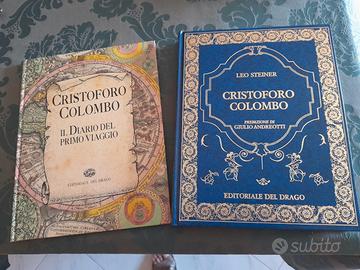 CRISTOFORO
COLOMBO
IL DIARIO DEL
PRIMO VIAGGIO
EDITORIALE DEL DRAGO
LEO STEINER
CRISTOFORO
COLOMBO
PREFAZIONE DI
GIULIO ANDREOTTI
EDITORIALE DEL DRAGO
subito